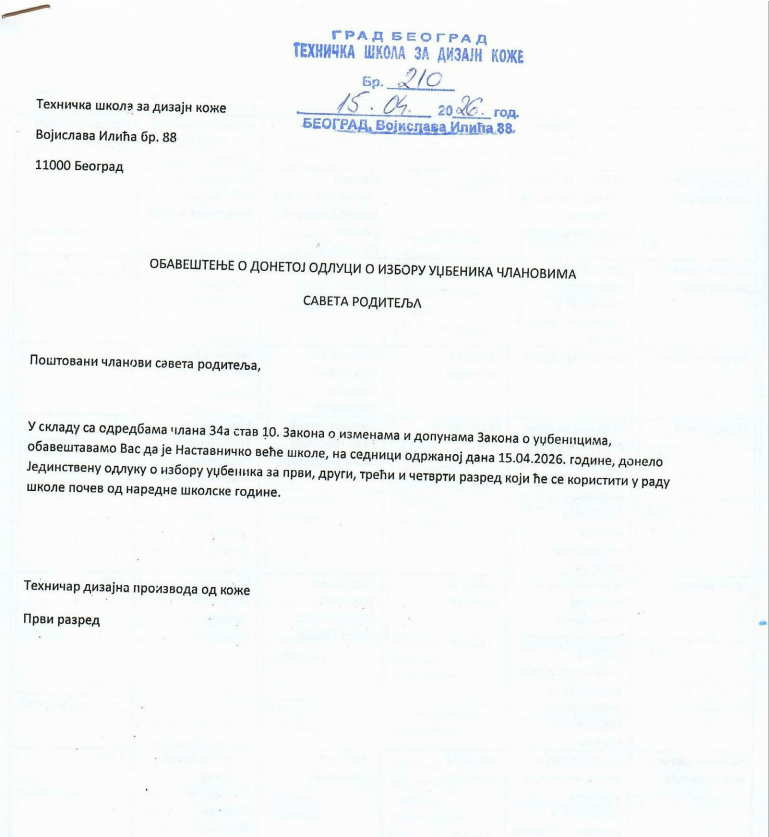 ГРАД БЕОГРАД
ТЕХНИЧКА ШКОЛА ЗА ДИЗАЈН КОЖЕ
Бр. 210
15. 04. 2026. год.
БЕОГРАД, Војислава Илића 88.
Техничка школа за дизајн коже
Војислава Илића бр. 88
11000 Београд
ОБАВЕШТЕЊЕ О ДОНЕТОЈ ОДЛУЦИ О ИЗБОРУ УЏБЕНИКА ЧЛАНОВИМА
САВЕТА РОДИТЕЉА
Поштовани чланови савета родитеља,
У складу са одредбама члана 34а став 10. Закона о изменама и допунама Закона о уџбеницима,
обавештавамо Вас да је Наставничко веће школе, на седници одржаној дана 15.04.2026. године, донело
Јединствену одлуку о избору уџбеника за први, други, трећи и четврти разред који ће се користити у раду
школе почев од наредне школске године.
Техничар дизајна производа од коже
Први разред